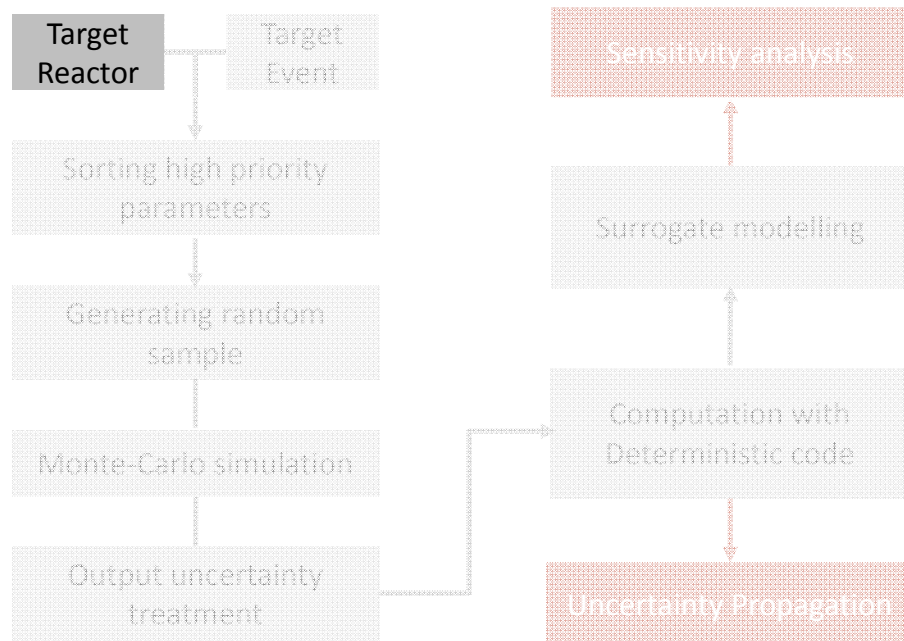 Target
Reactor
Target
Event
Sorting high priority
parameters
Generating random
sample
Monte-Carlo simulation
Output uncertainty
treatment
Sensitivity analysis
Surrogate modelling
Computation with
Deterministic code
Uncertainty Propagation